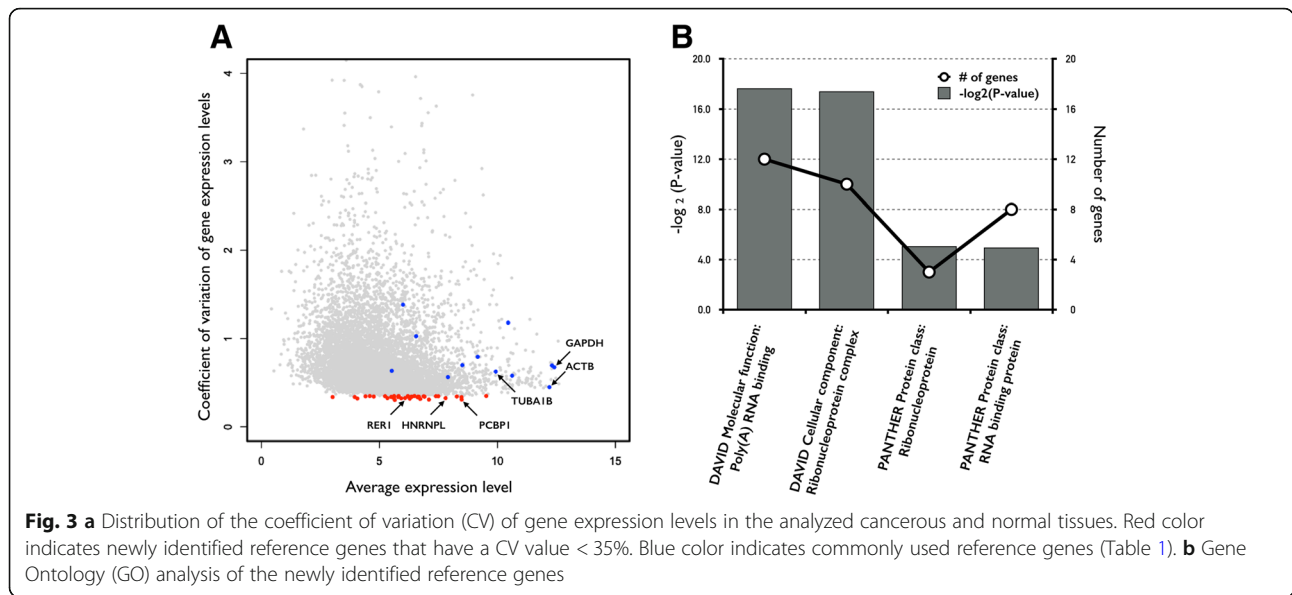 A
Coefficient of variation of gene expression levels
4
3
2
1
0
GAPDH
ACTB
TUBA1B
RER1 HNRNPL PCBP1
0 5 10 15
Average expression level
B
-log 2 (P-value)
20.0
16.0
12.0
8.0
4.0
0.0
# of genes
-log2(P-value)
20
16
12
8
4
0
Number of genes
DAVID Molecular function:
Poly(A) RNA binding
DAVID Cellular component:
Ribonucleoprotein complex
PANTHER Protein class:
Ribonucleoprotein
PANTHER Protein class:
RNA binding protein
Fig. 3 a Distribution of the coefficient of variation (CV) of gene expression levels in the analyzed cancerous and normal tissues. Red color
indicates newly identified reference genes that have a CV value < 35%. Blue color indicates commonly used reference genes (Table 1). b Gene
Ontology (GO) analysis of the newly identified reference genes